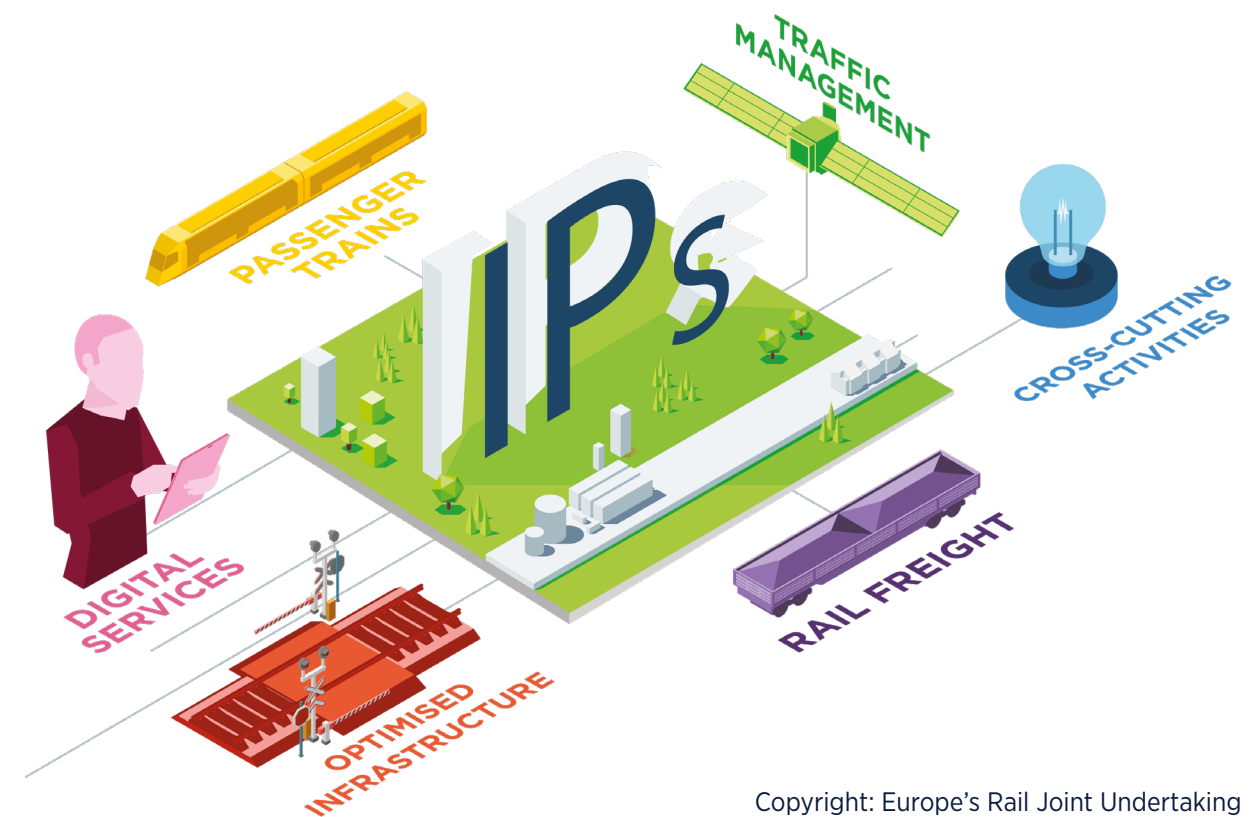 TRAFFIC
MANAGEMENT
PASSENGER
TRAINS
IPs
CROSS-CUTTING
ACTIVITIES
DIGITAL
SERVICES
RAIL FREIGHT
OPTIMISED
INFRASTRUCTURE
Copyright: Europe’s Rail Joint Undertaking